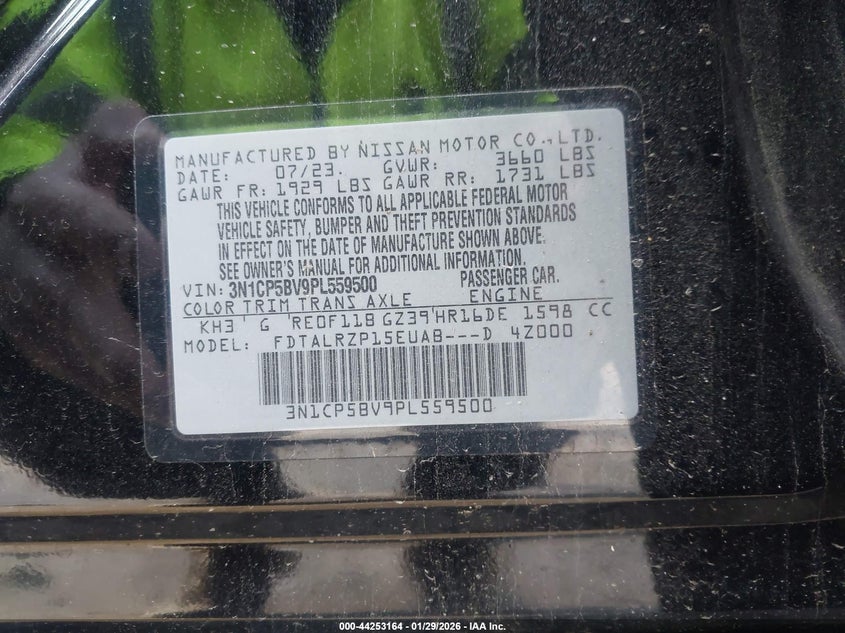 MANUFACTURED BY NISSAN MOTOR CO.,LTD.
DATE: 07/23. GVWR: 3660 LBS
GAWR FR: 1929 LBS GAWR RR: 1731 LBS
THIS VEHICLE CONFORMS TO ALL APPLICABLE FEDERAL MOTOR
VEHICLE SAFETY, BUMPER AND THEFT PREVENTION STANDARDS
IN EFFECT ON THE DATE OF MANUFACTURE SHOWN ABOVE.
SEE OWNER'S MANUAL FOR ADDITIONAL INFORMATION.
VIN: 3N1CP5BV9PL559500 PASSENGER CAR.
COLOR TRIM TRANS AXLE ENGINE
KH3 G RE0F11B GZ39 HR16DE 1598 CC
MODEL: FDTALRZP15EUAB---D 4Z000
3N1CP5BV9PL559500
000-44253164 - 01/29/2026 - IAA Inc.